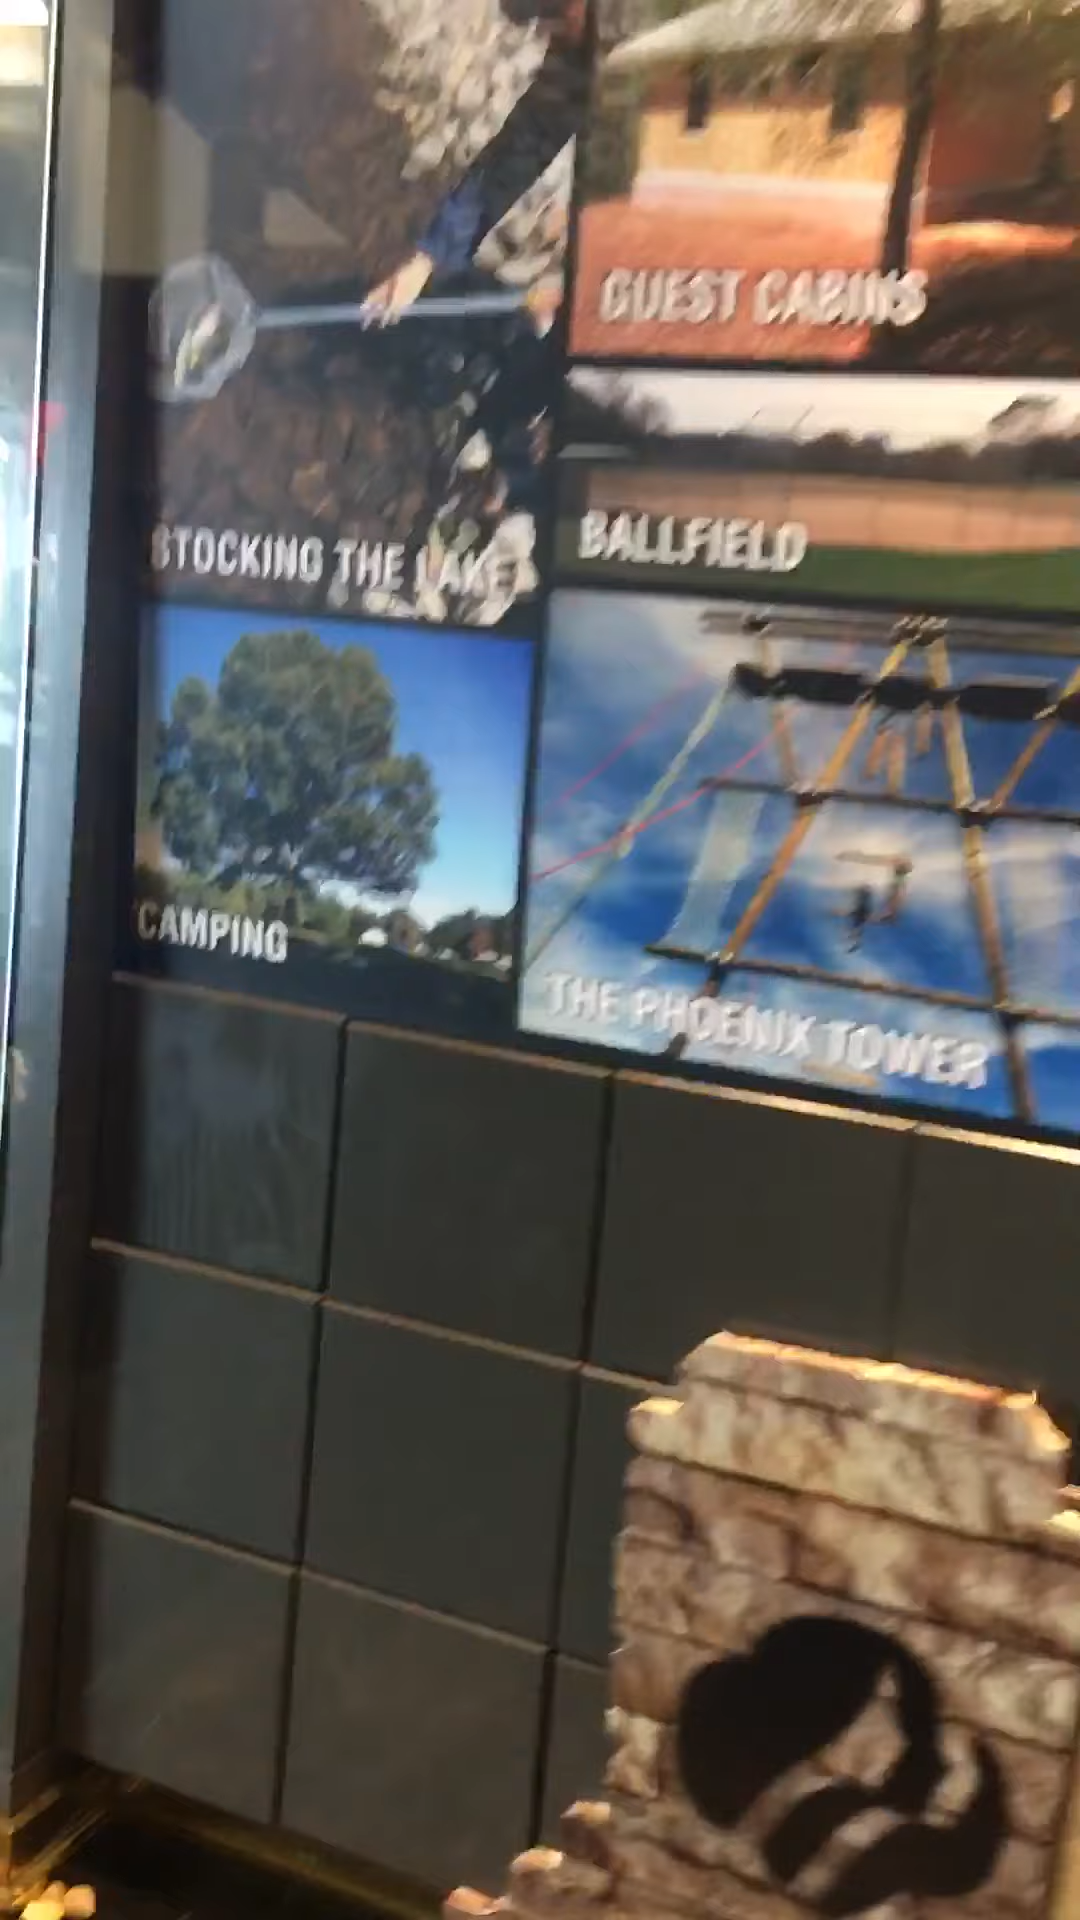 GUEST CABINS
STOCKING THE LAKE
BALLFIELD
CAMPING
THE PHOENIX TOWER